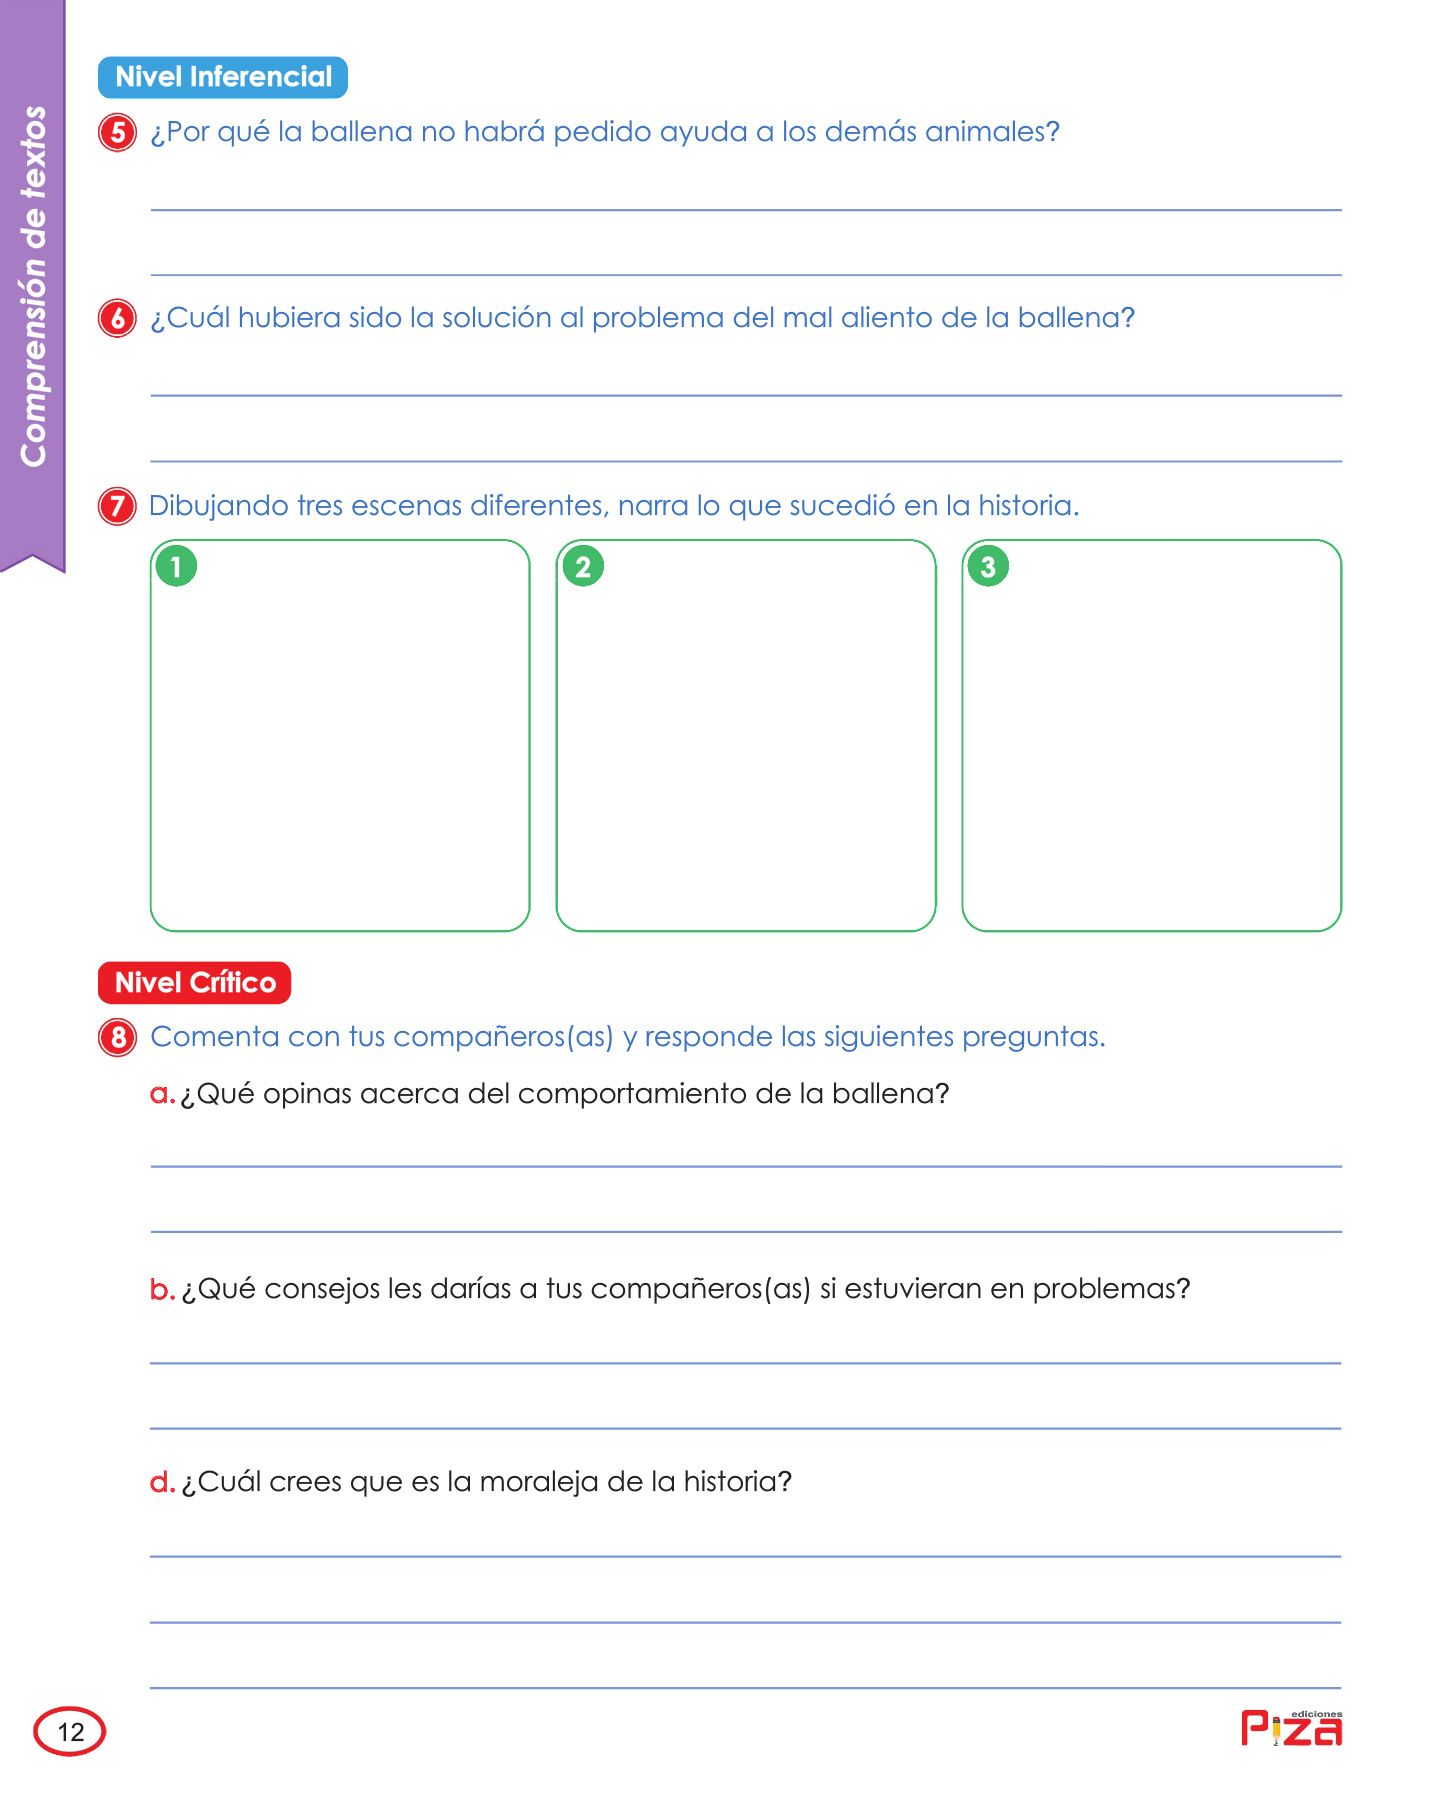 Comprensión de textos
Nivel Inferencial
5 ¿Por qué la ballena no habrá pedido ayuda a los demás animales?
6 ¿Cuál hubiera sido la solución al problema del mal aliento de la ballena?
7 Dibujando tres escenas diferentes, narra lo que sucedió en la historia.
1 2 3
Nivel Crítico
8 Comenta con tus compañeros(as) y responde las siguientes preguntas.
a. ¿Qué opinas acerca del comportamiento de la ballena?
b. ¿Qué consejos les darías a tus compañeros(as) si estuvieran en problemas?
d. ¿Cuál crees que es la moraleja de la historia?
12
ediciones
Piza